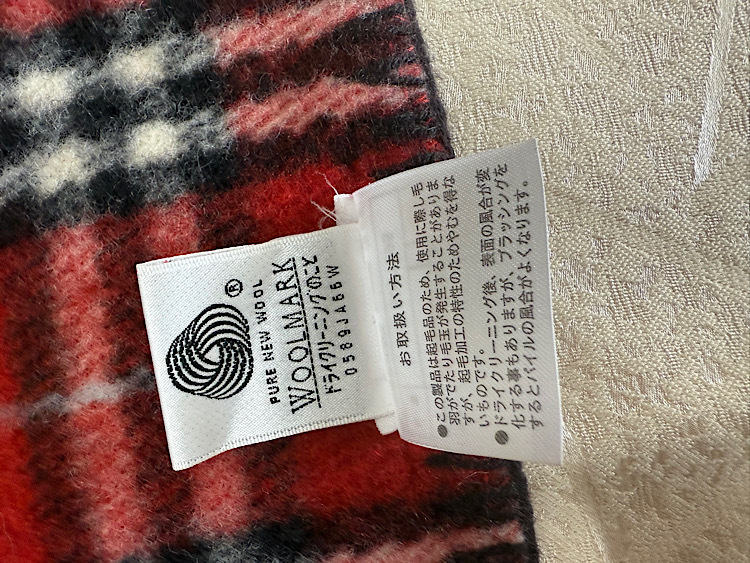 ®
PURE NEW WOOL
WOOLMARK
ドライクリーニングのこと
0589JA66W
お取扱い方法
●この製品は起毛品のため、使用に際し毛
羽がでたり毛玉が発生することがありま
すが、起毛加工の特性のためやむを得な
いものです。
●ドライクリーニング後、表面の風合が変
化する事もありますが、ブラッシングを
するとパイルの風合がよくなります。